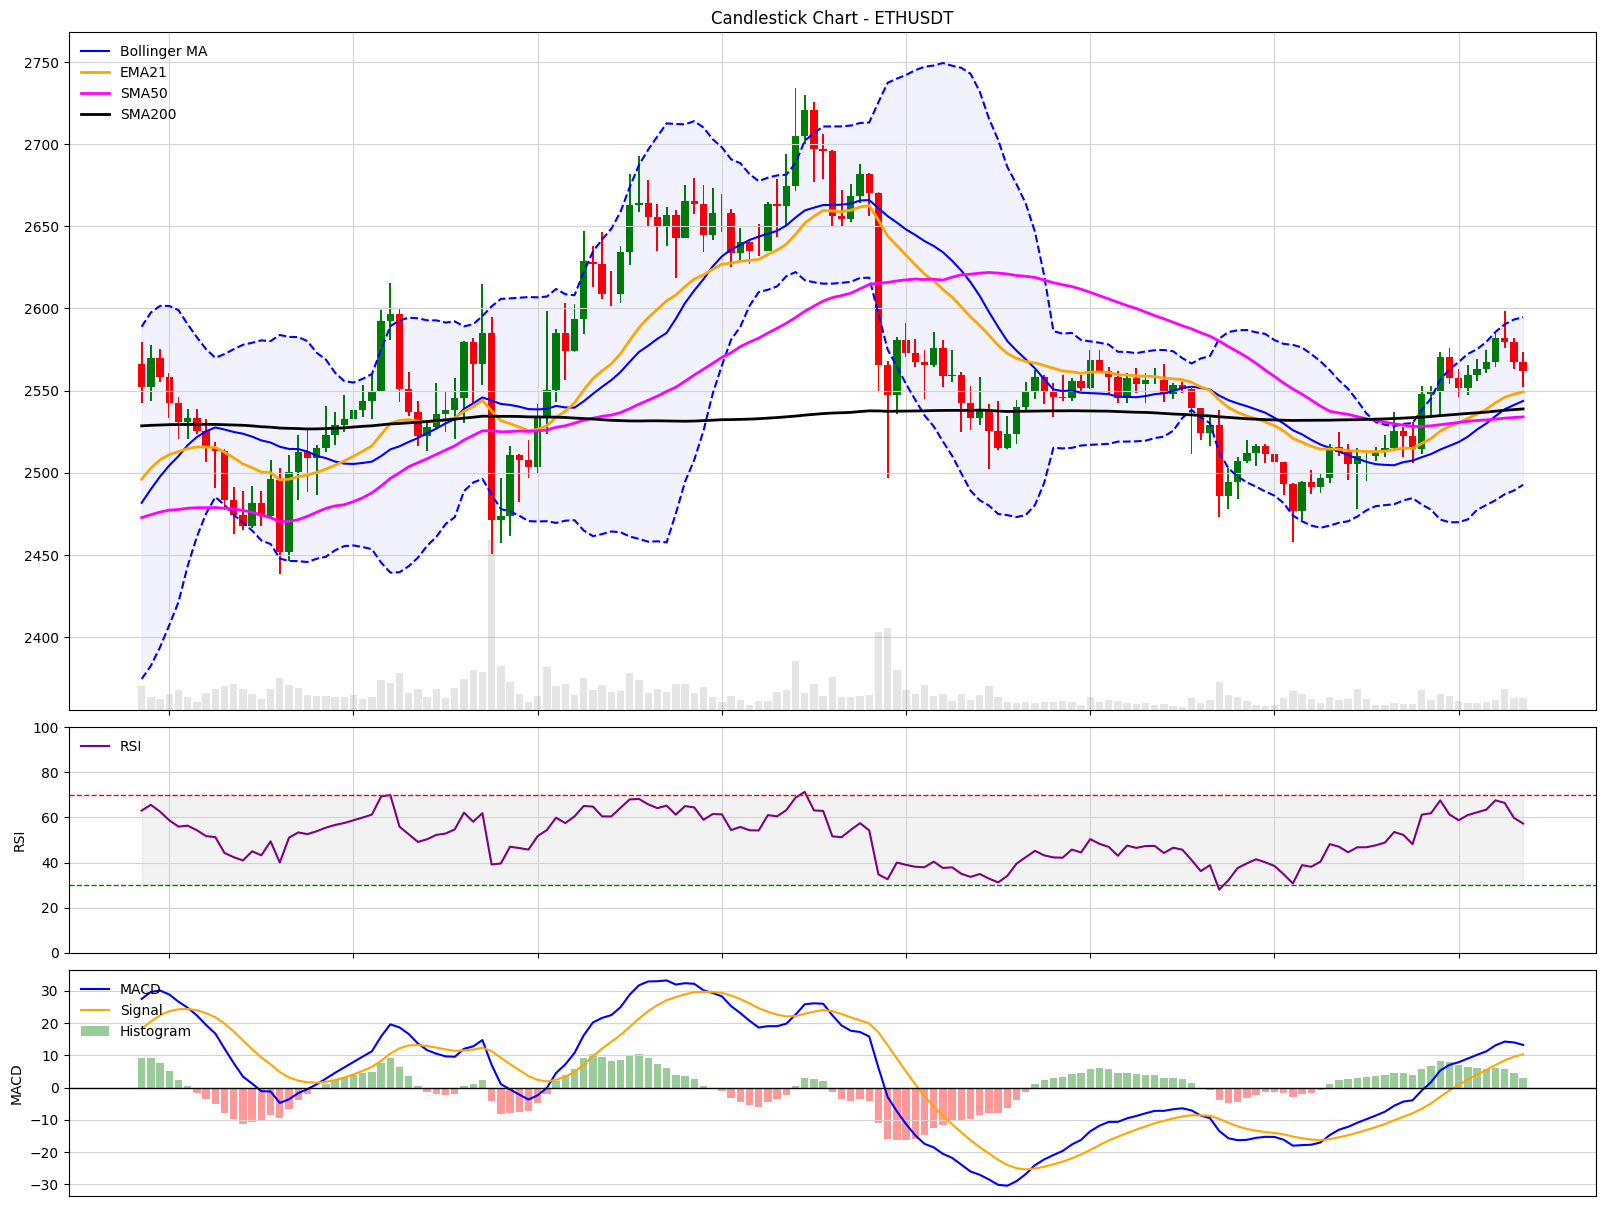 Candlestick Chart - ETHUSDT
Bollinger MA
EMA21
SMA50
SMA200
2750
2700
2650
2600
2550
2500
2450
2400
RSI
RSI
100
80
60
40
20
0
MACD
Signal
Histogram
MACD
30
20
10
0
−10
−20
−30